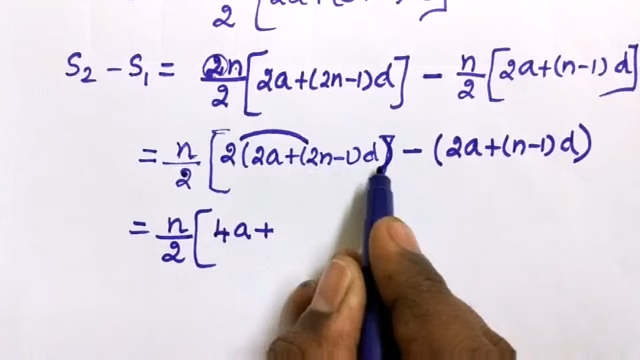 2
S₂ - S₁ = 2n/2 [2a+(2n-1)d] - n/2 [2a+(n-1)d]
= n/2 [2(2a+(2n-1)d) - (2a+(n-1)d)
= n/2 [4a+